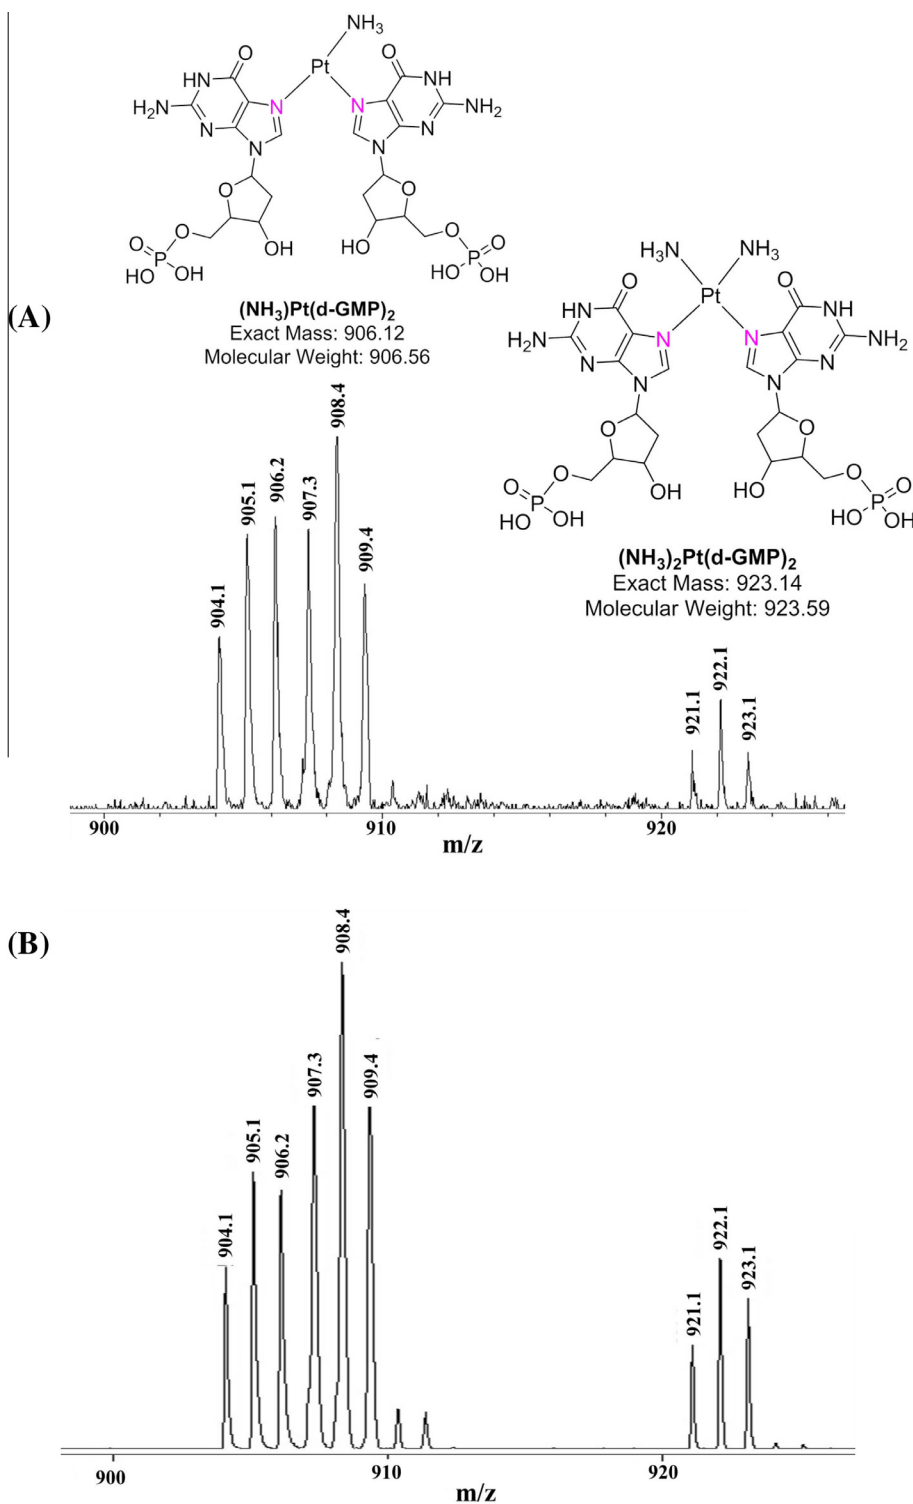 NH₃
O
Pt
O
HN
NH
H₂N
N
N
N
N
NH₂
N
N
O
O
O
O
O
P
OH
HO
P
O
HO
OH
HO
OH
(A)
(NH₃)Pt(d-GMP)₂
Exact Mass: 906.12
Molecular Weight: 906.56
H₃N
NH₃
O
Pt
O
HN
NH
H₂N
N
N
N
N
NH₂
N
N
O
O
O
O
O
P
OH
HO
P
O
HO
OH
HO
OH
(NH₃)₂Pt(d-GMP)₂
Exact Mass: 923.14
Molecular Weight: 923.59
904.1
905.1
906.2
907.3
908.4
909.4
921.1
922.1
923.1
900
910
920
m/z
(B)
904.1
905.1
906.2
907.3
908.4
909.4
921.1
922.1
923.1
900
910
920
m/z